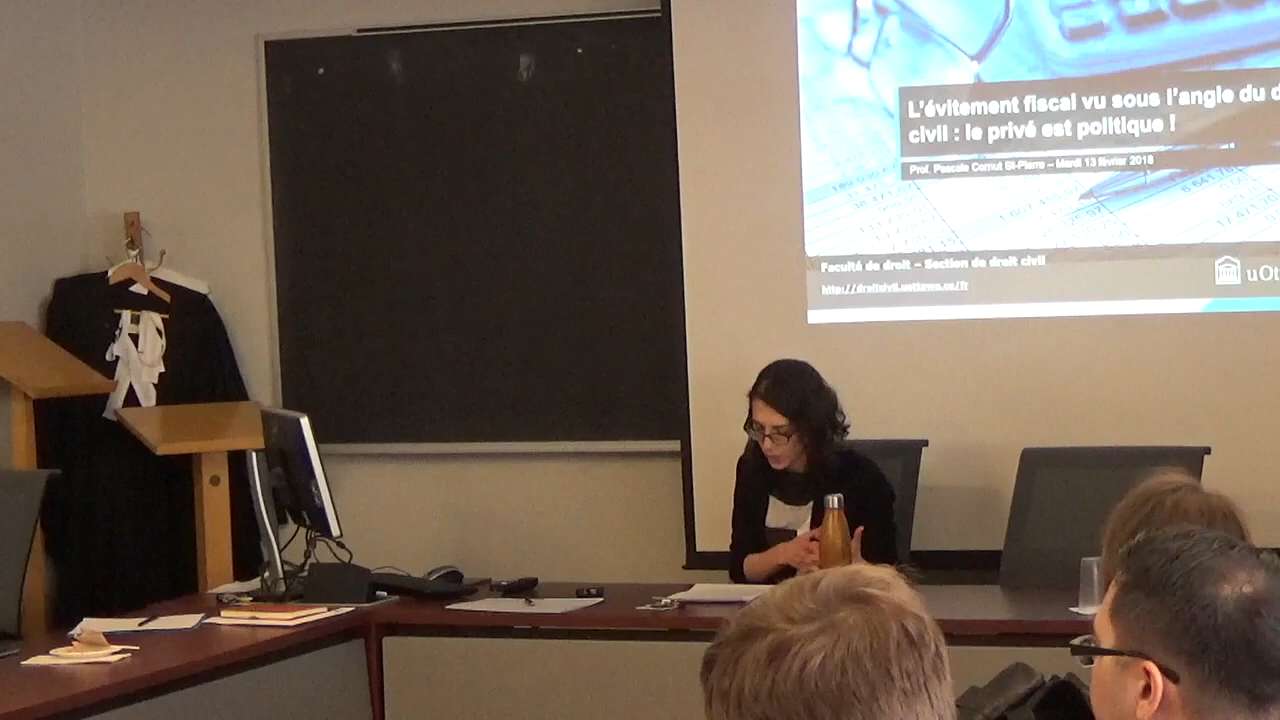 L'évitement fiscal vu sous l'angle du d
civil : le privé est politique !
Prof. Pascale Cornut St-Pierre – Mardi 13 février 2018
Faculté de droit – Section de droit civil
http://droitcivil.uottawa.ca/fr
uOt